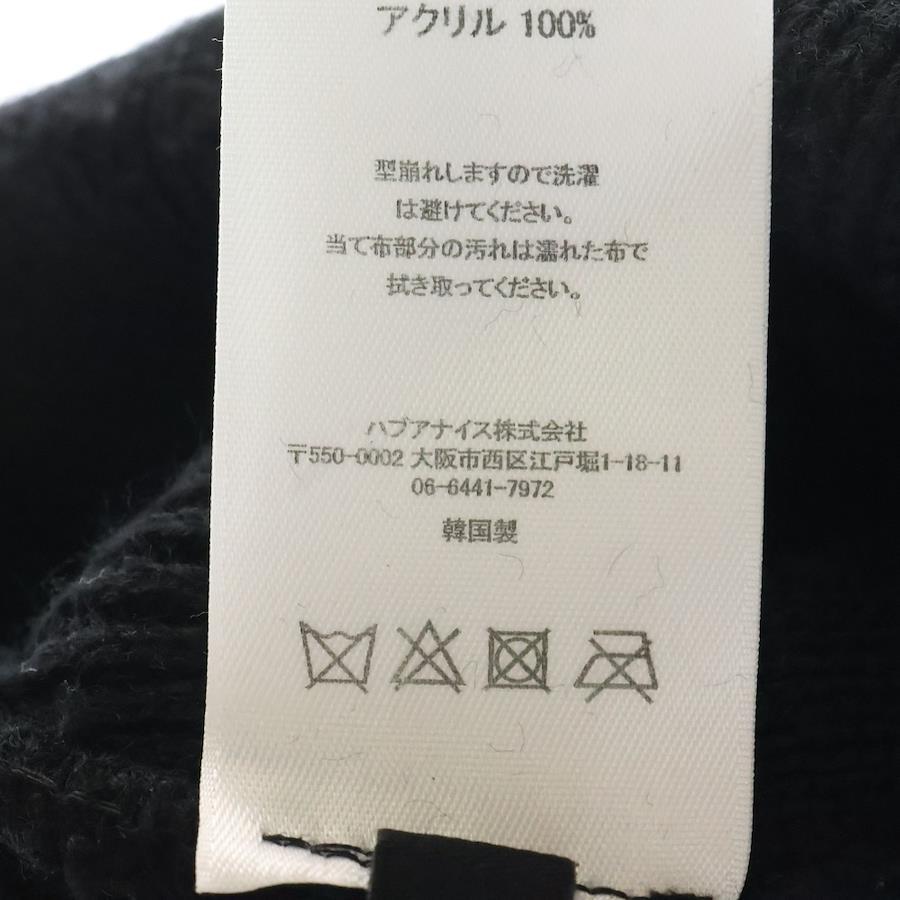 アクリル 100%
型崩れしますので洗濯
は避けてください。
当て布部分の汚れは濡れた布で
拭き取ってください。
ハブアナイス株式会社
〒550-0002 大阪市西区江戸堀1-18-11
06-6441-7972
韓国製